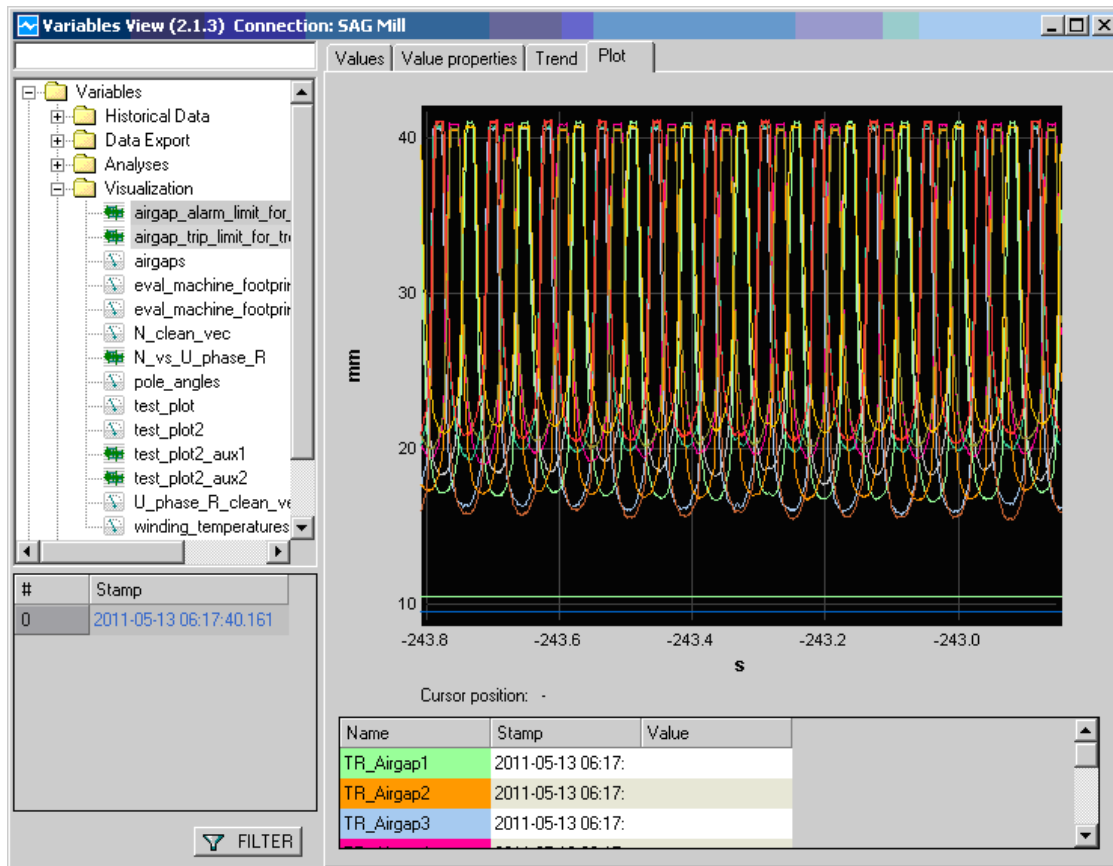 Variables View (2.1.3) Connection: SAG Mill
Values Value properties Trend Plot
Variables
Historical Data
Data Export
Analyses
Visualization
airgap_alarm_limit_for_
airgap_trip_limit_for_tr
airgaps
eval_machine_footprir
eval_machine_footprir
N_clean_vec
N_vs_U_phase_R
pole_angles
test_plot
test_plot2
test_plot2_aux1
test_plot2_aux2
U_phase_R_clean_ve
winding_temperatures
# Stamp
0 2011-05-13 06:17:40.161
FILTER
40
30
20
10
mm
-243.8 -243.6 -243.4 -243.2 -243.0
s
Cursor position: -
Name Stamp Value
TR_Airgap1 2011-05-13 06:17:
TR_Airgap2 2011-05-13 06:17:
TR_Airgap3 2011-05-13 06:17: